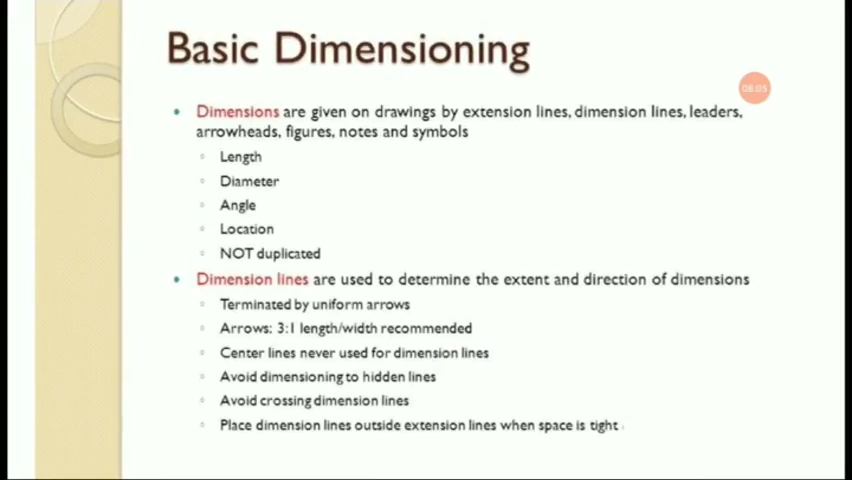 Basic Dimensioning
08:05
Dimensions are given on drawings by extension lines, dimension lines, leaders,
arrowheads, figures, notes and symbols
Length
Diameter
Angle
Location
NOT duplicated
Dimension lines are used to determine the extent and direction of dimensions
Terminated by uniform arrows
Arrows: 3:1 length/width recommended
Center lines never used for dimension lines
Avoid dimensioning to hidden lines
Avoid crossing dimension lines
Place dimension lines outside extension lines when space is tight